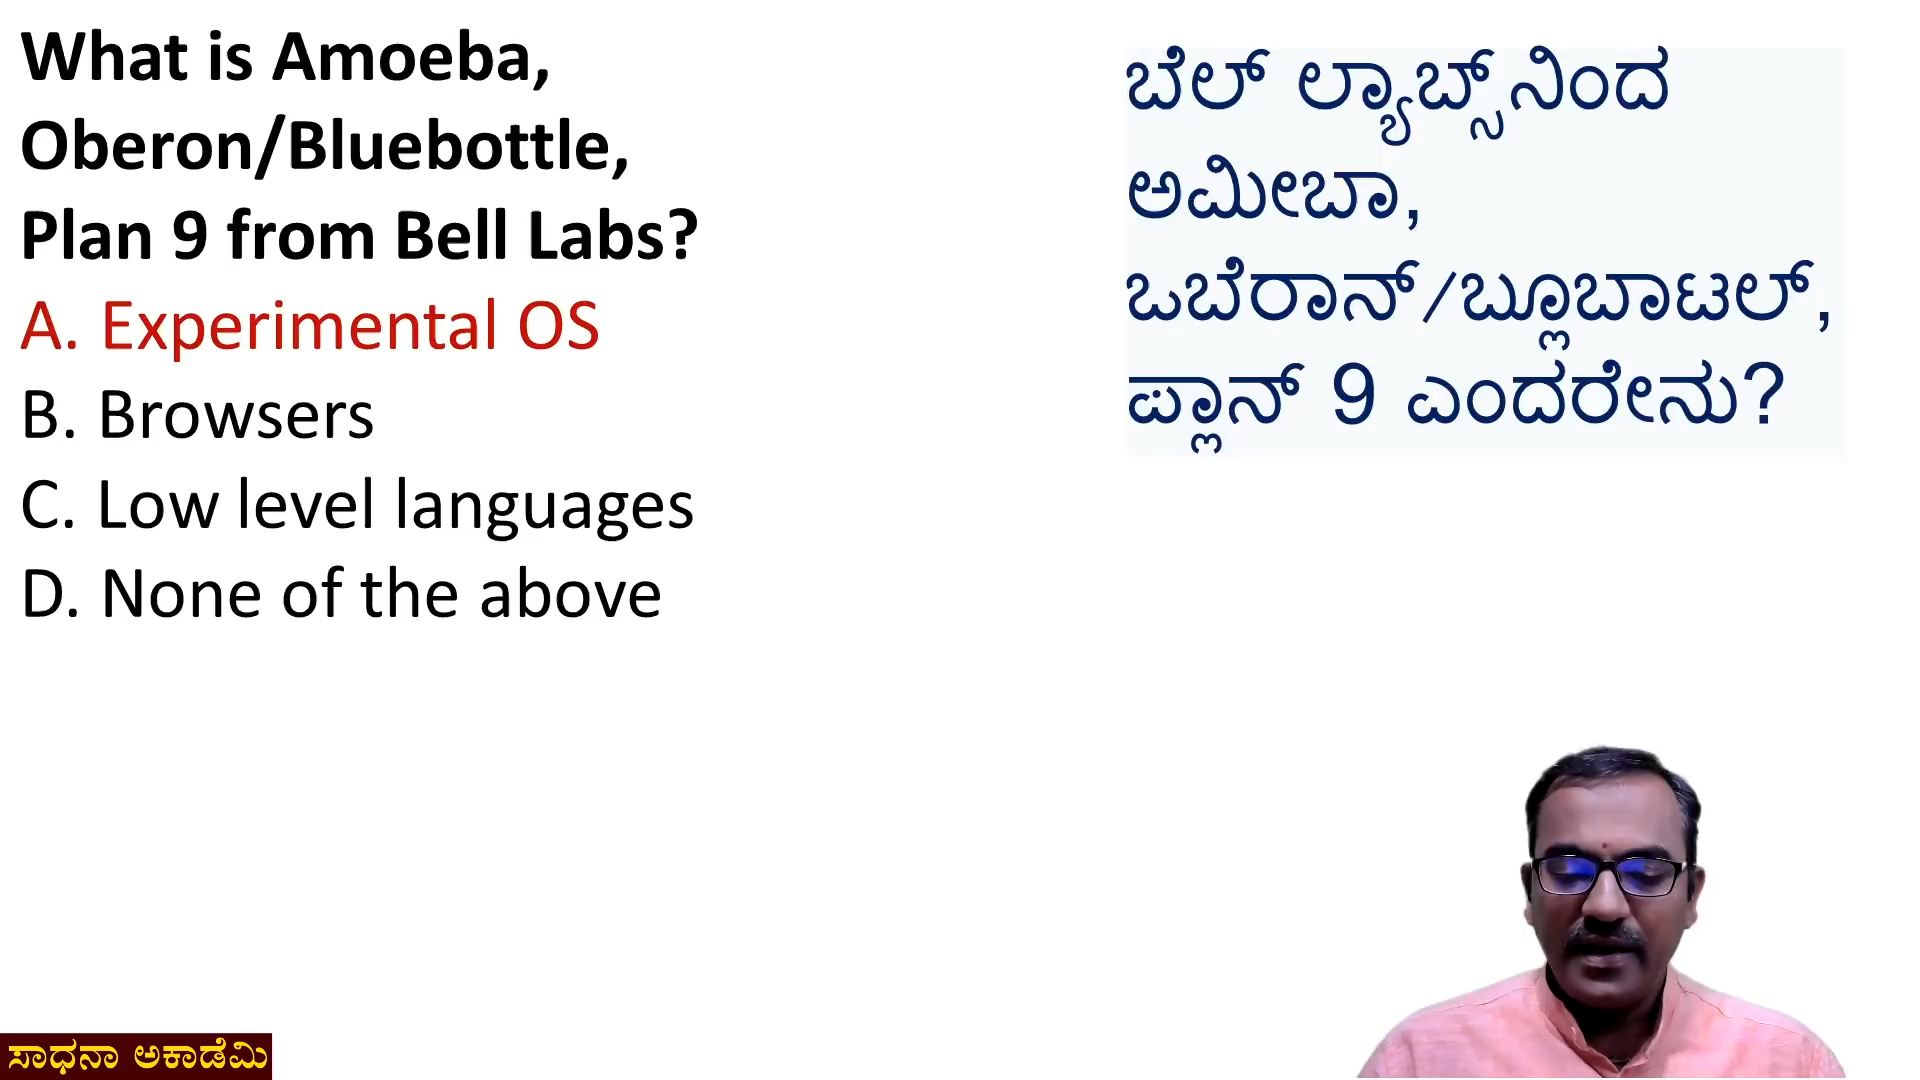 What is Amoeba,
Oberon/Bluebottle,
Plan 9 from Bell Labs?
A. Experimental OS
B. Browsers
C. Low level languages
D. None of the above
ಬೆಲ್ ಲ್ಯಾಬ್ಸ್‌ನಿಂದ
ಅಮೀಬಾ,
ಒಬೆರಾನ್/ಬ್ಲೂಬಾಟಲ್,
ಪ್ಲಾನ್ 9 ಎಂದರೇನು?
ಸಾಧನಾ ಅಕಾಡೆಮಿ